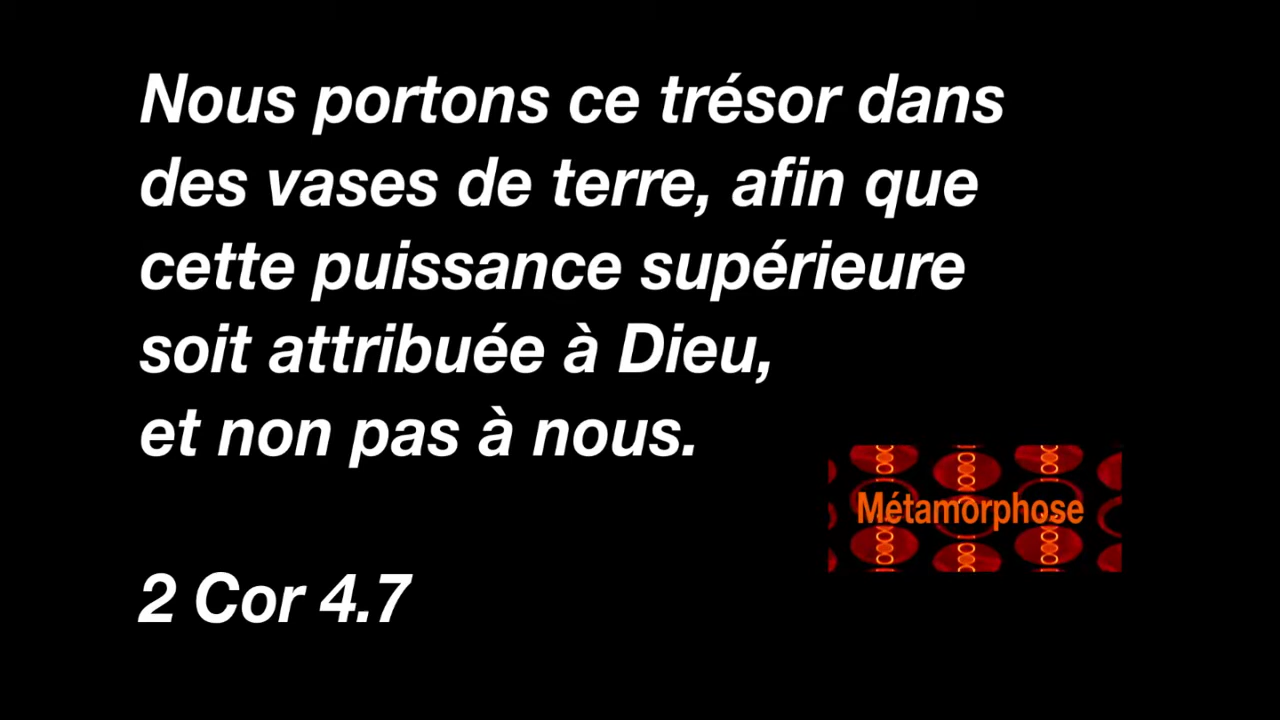 Nous portons ce trésor dans
des vases de terre, afin que
cette puissance supérieure
soit attribuée à Dieu,
et non pas à nous.
Métamorphose
2 Cor 4.7